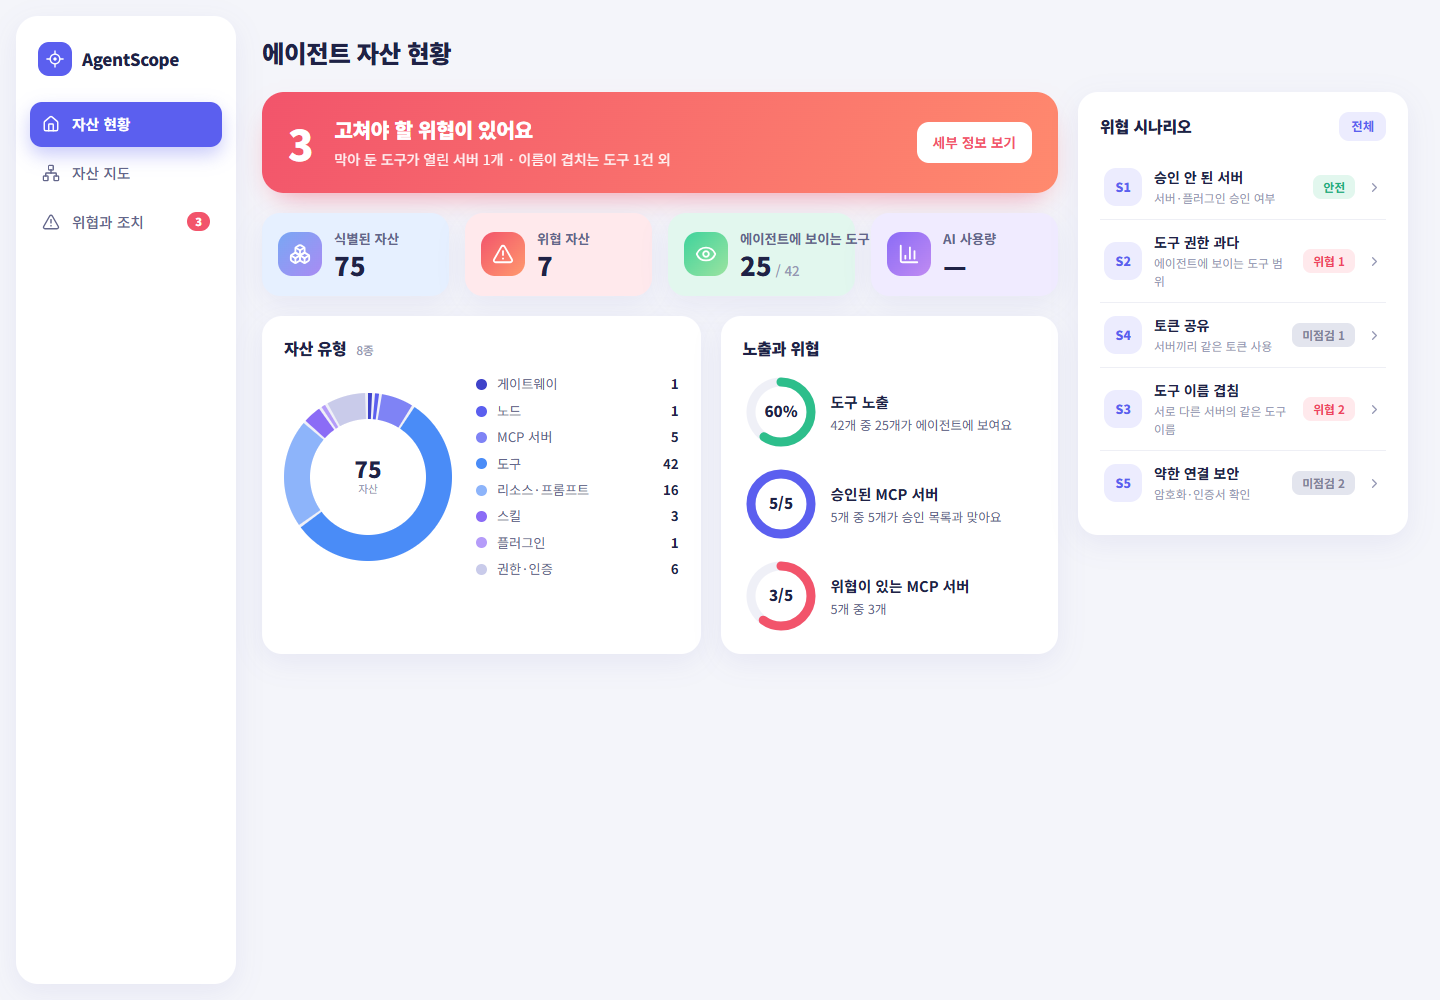 AgentScope
자산 현황
자산 지도
위협과 조치 3
에이전트 자산 현황
3
고쳐야 할 위협이 있어요
막아 둔 도구가 열린 서버 1개 · 이름이 겹치는 도구 1건 외
세부 정보 보기
식별된 자산
75
위협 자산
7
에이전트에 보이는 도구
25 / 42
AI 사용량
—
자산 유형 8종
75
자산
게이트웨이 1
노드 1
MCP 서버 5
도구 42
리소스·프롬프트 16
스킬 3
플러그인 1
권한·인증 6
노출과 위협
60%
도구 노출
42개 중 25개가 에이전트에 보여요
5/5
승인된 MCP 서버
5개 중 5개가 승인 목록과 맞아요
3/5
위협이 있는 MCP 서버
5개 중 3개
위협 시나리오
전체
S1
승인 안 된 서버
서버·플러그인 승인 여부
안전
S2
도구 권한 과다
에이전트에 보이는 도구 범
위
위협 1
S4
토큰 공유
서버끼리 같은 토큰 사용
미점검 1
S3
도구 이름 겹침
서로 다른 서버의 같은 도구
이름
위협 2
S5
약한 연결 보안
암호화·인증서 확인
미점검 2